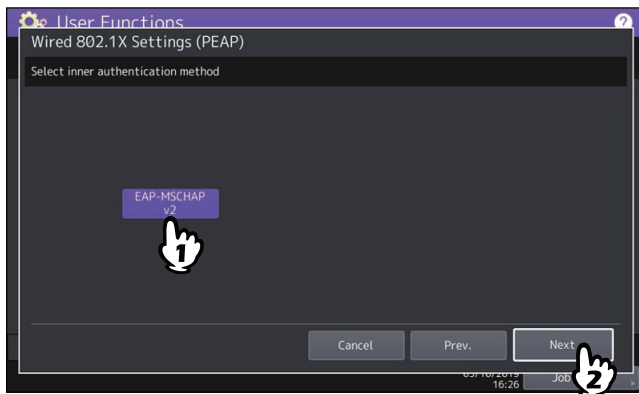 User Functions
?
Wired 802.1X Settings (PEAP)
Select inner authentication method
EAP-MSCHAP
v2
1
Cancel
Prev.
Next
16:26
Job
2